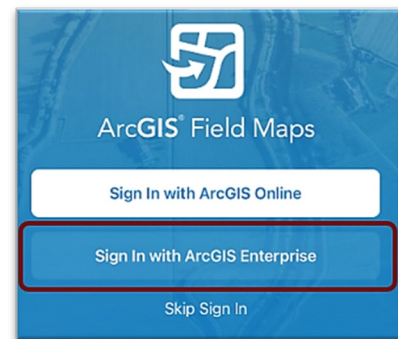 ArcGIS® Field Maps
Sign In with ArcGIS Online
Sign In with ArcGIS Enterprise
Skip Sign In